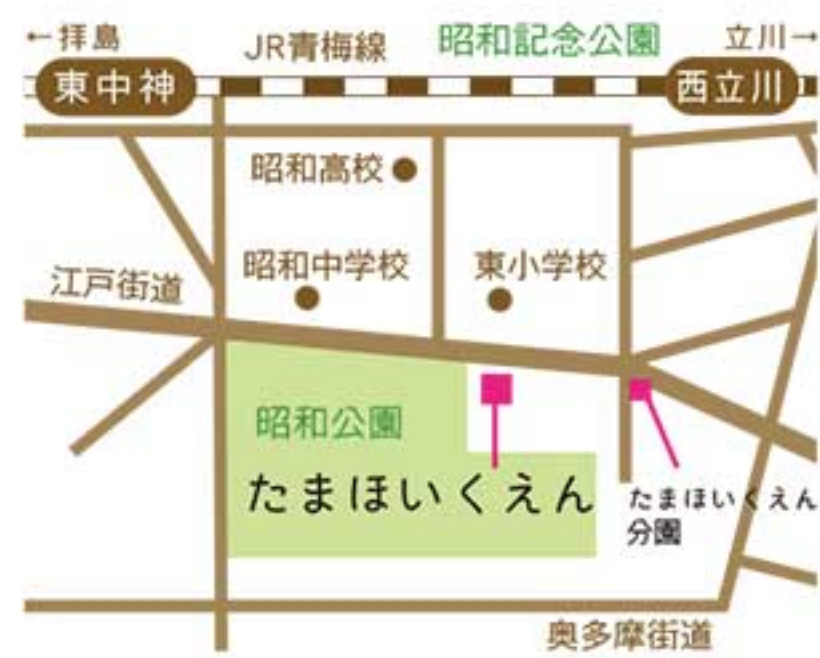 ←拝島
JR青梅線
昭和記念公園
立川→
東中神
西立川
昭和高校
昭和中学校
東小学校
江戸街道
昭和公園
たまほいくえん
たまほいくえん
分園
奥多摩街道